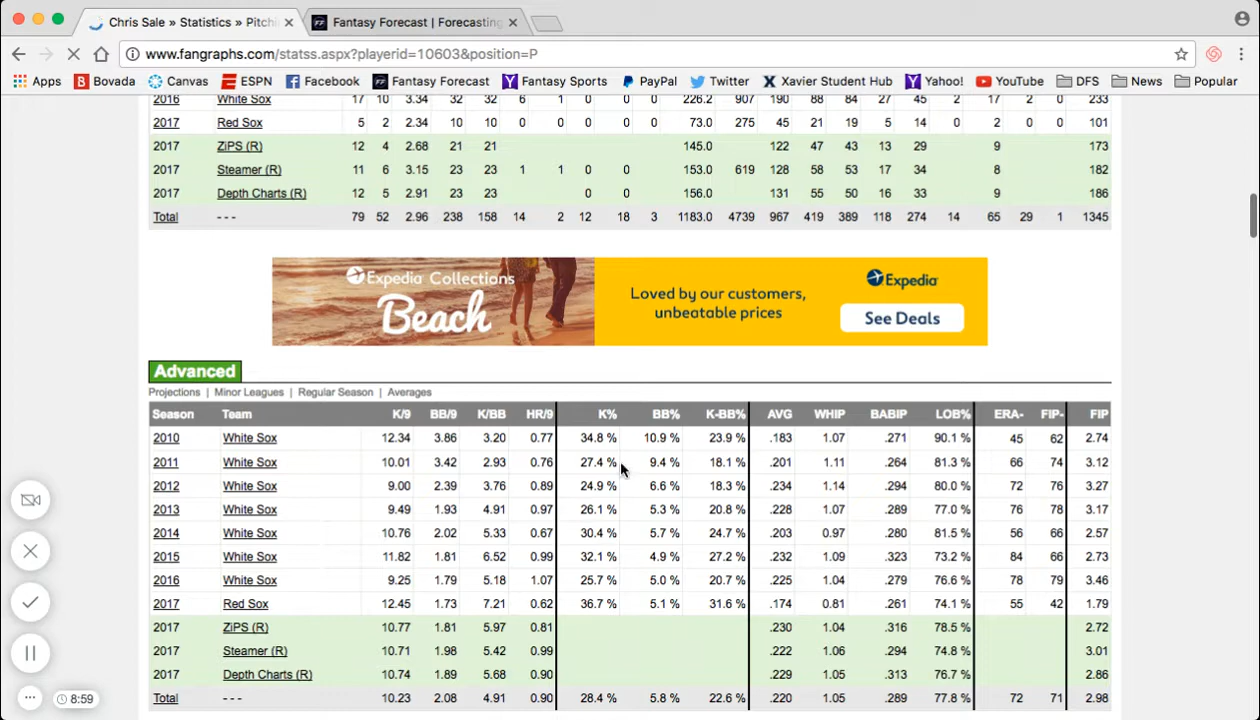 Chris Sale » Statistics » Pitchi
Fantasy Forecast | Forecasting
www.fangraphs.com/statss.aspx?playerid=10603&position=P
Apps Bovada Canvas ESPN Facebook Fantasy Forecast Fantasy Sports PayPal Twitter Xavier Student Hub Yahoo! YouTube DFS News Popular
2016 White Sox 17 10 3.34 32 32 6 1 0 0 226.2 907 190 88 84 27 45 2 17 2 0 233
2017 Red Sox 5 2 2.34 10 10 0 0 0 0 73.0 275 45 21 19 5 14 0 2 0 0 101
2017 ZiPS (R) 12 4 2.68 21 21 145.0 122 47 43 13 29 9 173
2017 Steamer (R) 11 6 3.15 23 23 1 1 0 0 153.0 619 128 58 53 17 34 8 182
2017 Depth Charts (R) 12 5 2.91 23 23 0 0 156.0 131 55 50 16 33 9 186
Total - - - 79 52 2.96 238 158 14 2 12 18 3 1183.0 4739 967 419 389 118 274 14 65 29 1 1345
Expedia Collections
Beach
Loved by our customers,
unbeatable prices
Expedia
See Deals
Advanced
Projections | Minor Leagues | Regular Season | Averages
Season Team K/9 BB/9 K/BB HR/9 K% BB% K-BB% AVG WHIP BABIP LOB% ERA- FIP- FIP
2010 White Sox 12.34 3.86 3.20 0.77 34.8 % 10.9 % 23.9 % .183 1.07 .271 90.1 % 45 62 2.74
2011 White Sox 10.01 3.42 2.93 0.76 27.4 % 9.4 % 18.1 % .201 1.11 .264 81.3 % 66 74 3.12
2012 White Sox 9.00 2.39 3.76 0.89 24.9 % 6.6 % 18.3 % .234 1.14 .294 80.0 % 72 76 3.27
2013 White Sox 9.49 1.93 4.91 0.97 26.1 % 5.3 % 20.8 % .228 1.07 .289 77.0 % 76 78 3.17
2014 White Sox 10.76 2.02 5.33 0.67 30.4 % 5.7 % 24.7 % .203 0.97 .280 81.5 % 56 66 2.57
2015 White Sox 11.82 1.81 6.52 0.99 32.1 % 4.9 % 27.2 % .232 1.09 .323 73.2 % 84 66 2.73
2016 White Sox 9.25 1.79 5.18 1.07 25.7 % 5.0 % 20.7 % .225 1.04 .279 76.6 % 78 79 3.46
2017 Red Sox 12.45 1.73 7.21 0.62 36.7 % 5.1 % 31.6 % .174 0.81 .261 74.1 % 55 42 1.79
2017 ZiPS (R) 10.77 1.81 5.97 0.81 .230 1.04 .316 78.5 % 2.72
2017 Steamer (R) 10.71 1.98 5.42 0.99 .222 1.06 .294 74.8 % 3.01
2017 Depth Charts (R) 10.74 1.89 5.68 0.90 .229 1.05 .313 76.7 % 2.86
Total - - - 10.23 2.08 4.91 0.90 28.4 % 5.8 % 22.6 % .220 1.05 .289 77.8 % 72 71 2.98
8:59